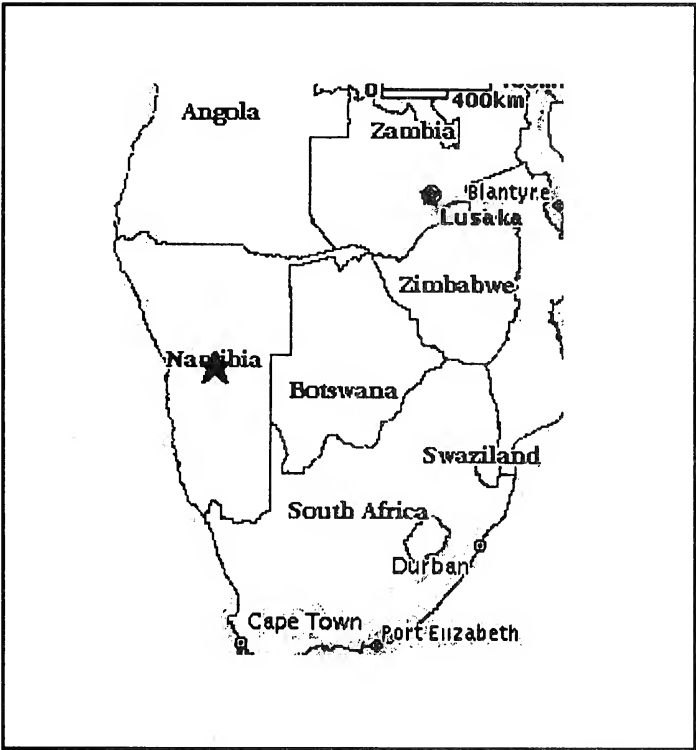 0
400km
Angola
Zambia
Blantyre
Lusaka
Zimbabwe
Namibia
Botswana
Swaziland
South Africa
Durban
Cape Town
Port Elizabeth